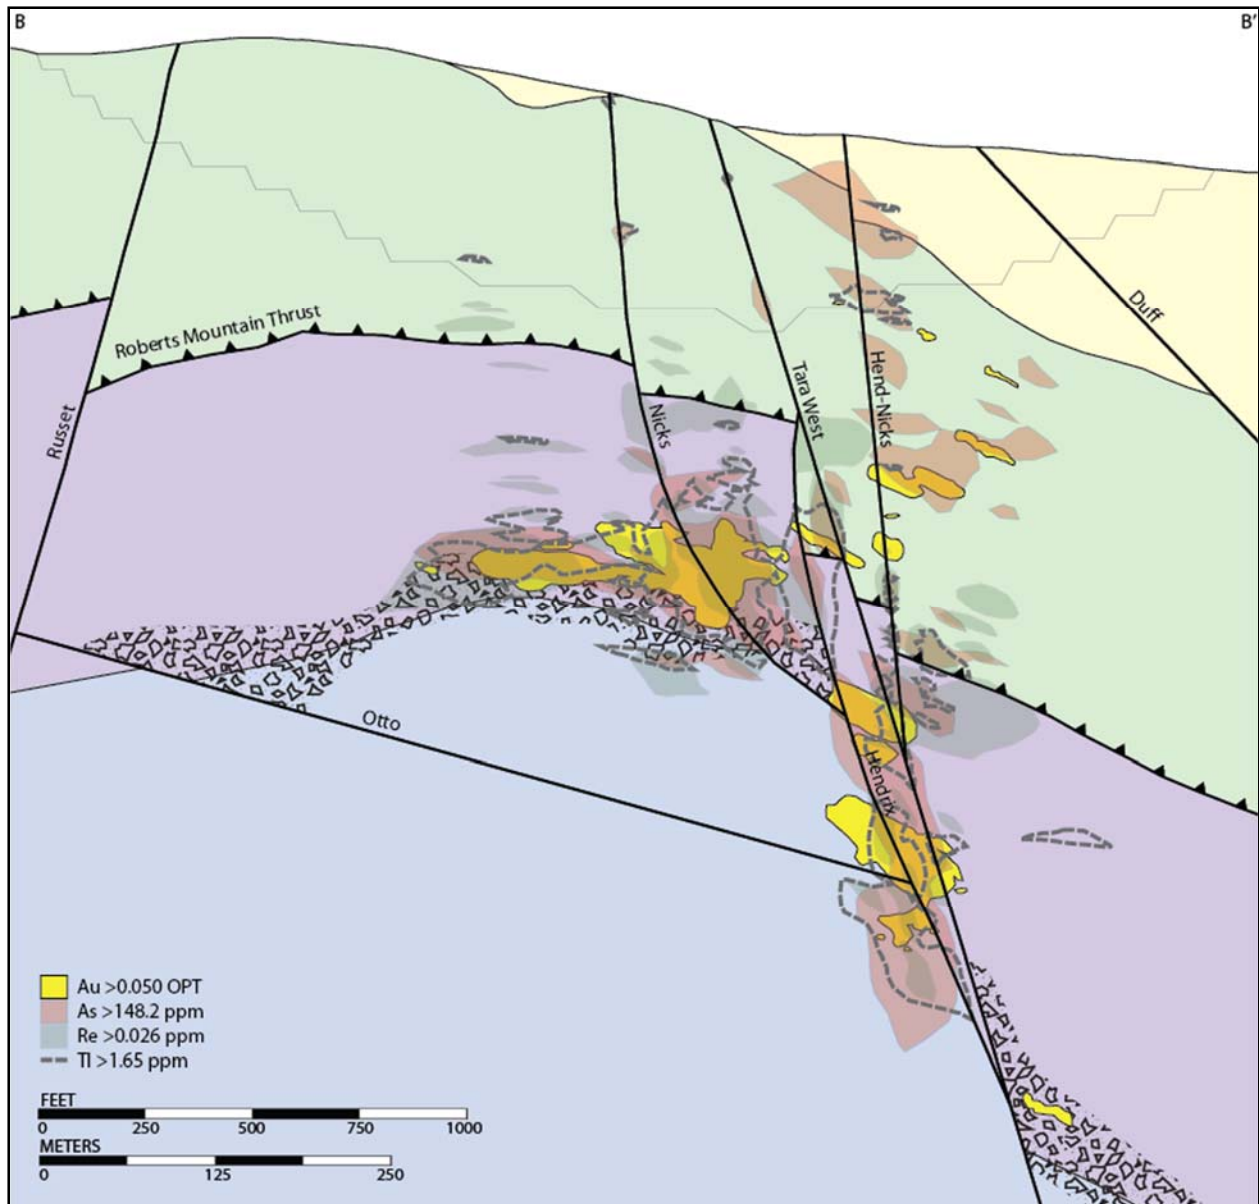 B
B'
Roberts Mountain Thrust
Russet
Nicks
Tara West
Hend-Nicks
Duff
Otto
Hendrix
Au >0.050 OPT
As >148.2 ppm
Re >0.026 ppm
Tl >1.65 ppm
FEET
0 250 500 750 1000
METERS
0 125 250